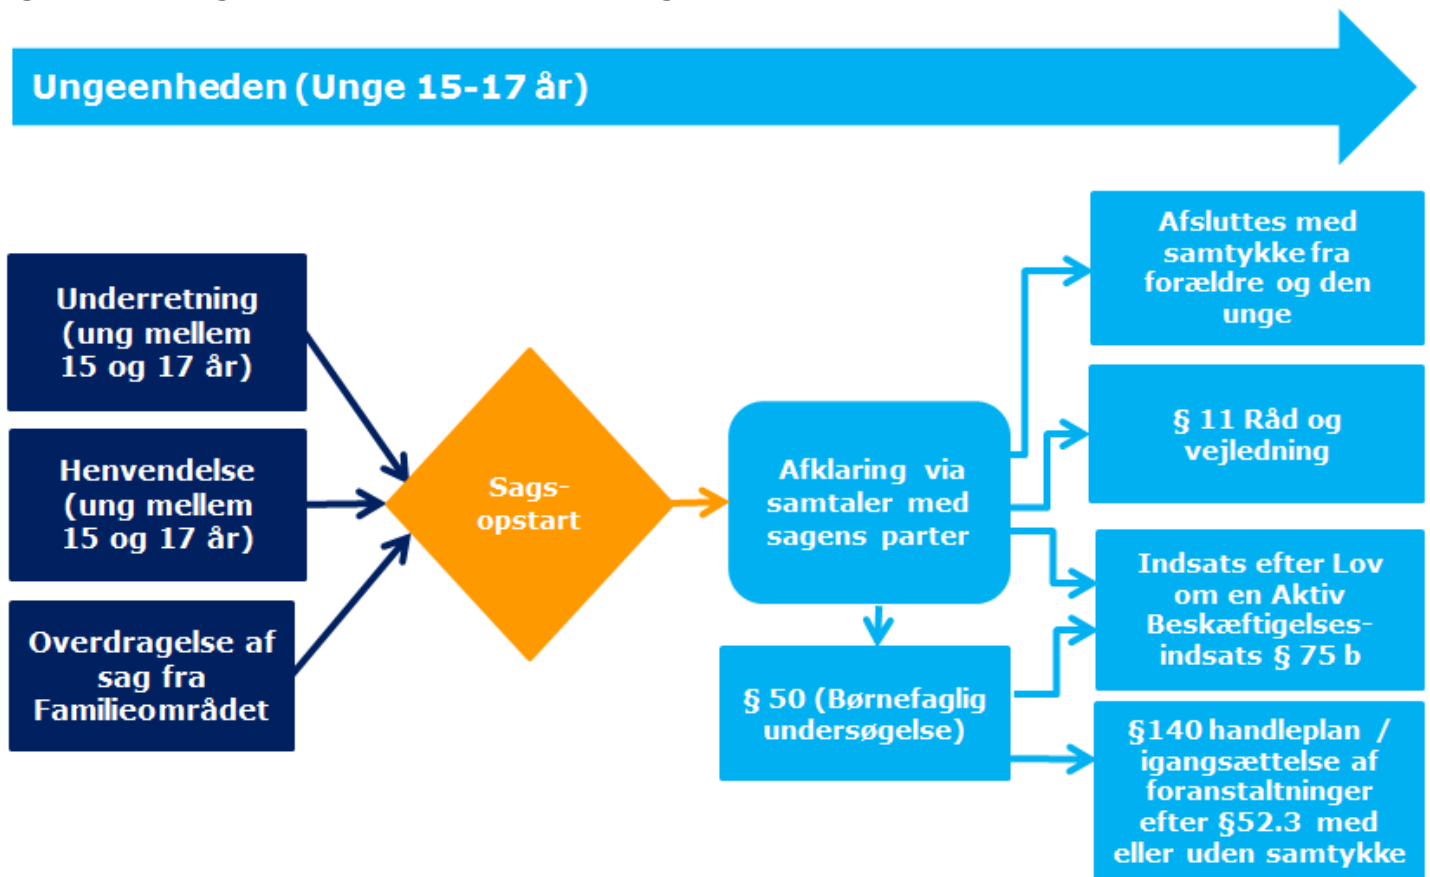 Ungeenheden (Unge 15-17 år)
Underretning
(ung mellem
15 og 17 år)
Henvendelse
(ung mellem
15 og 17 år)
Overdragelse af
sag fra
Familieområdet
Sags-
opstart
Afklaring via
samtaler med
sagens parter
§ 50 (Børnefaglig
undersøgelse)
Afsluttes med
samtykke fra
forældre og den
unge
§ 11 Råd og
vejledning
Indsats efter Lov
om en Aktiv
Beskæftigelses-
indsats § 75 b
§140 handleplan /
igangsættelse af
foranstaltninger
efter §52.3 med
eller uden samtykke